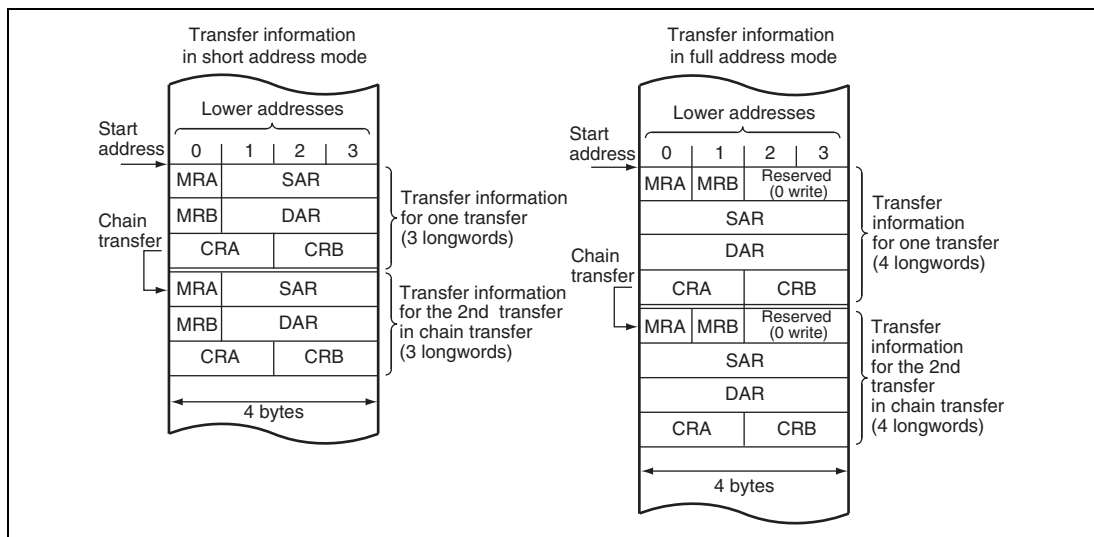 Transfer information
in short address mode
Lower addresses
Start
address
0 1 2 3
MRA SAR
MRB DAR
CRA CRB
Transfer information
for one transfer
(3 longwords)
Chain
transfer
MRA SAR
MRB DAR
CRA CRB
Transfer information
for the 2nd transfer
in chain transfer
(3 longwords)
4 bytes
Transfer information
in full address mode
Lower addresses
Start
address
0 1 2 3
MRA MRB Reserved
(0 write)
SAR
DAR
CRA CRB
Transfer
information
for one transfer
(4 longwords)
Chain
transfer
MRA MRB Reserved
(0 write)
SAR
DAR
CRA CRB
Transfer
information
for the 2nd
transfer
in chain transfer
(4 longwords)
4 bytes